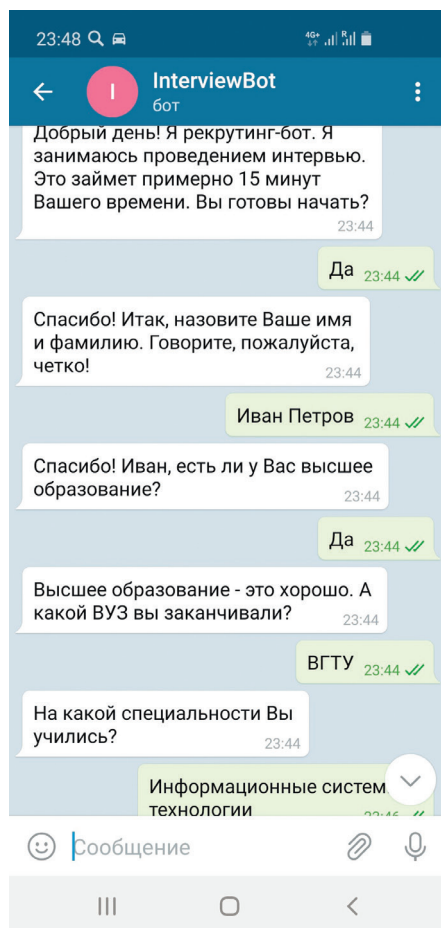 23:48
4G+ R
I
InterviewBot
бот
Добрый день! Я рекрутинг-бот. Я
занимаюсь проведением интервью.
Это займет примерно 15 минут
Вашего времени. Вы готовы начать?
23:44
Да 23:44
Спасибо! Итак, назовите Ваше имя
и фамилию. Говорите, пожалуйста,
четко!
23:44
Иван Петров 23:44
Спасибо! Иван, есть ли у Вас высшее
образование?
23:44
Да 23:44
Высшее образование - это хорошо. А
какой ВУЗ вы заканчивали?
23:44
ВГТУ 23:44
На какой специальности Вы
учились?
23:44
Информационные систем
технологии
Сообщение